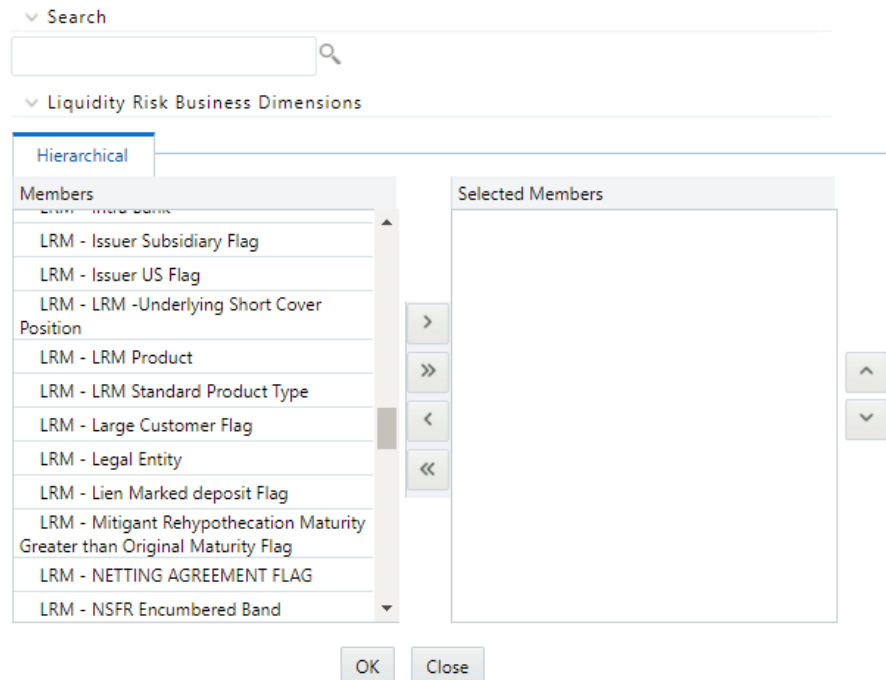 Search
Liquidity Risk Business Dimensions
Hierarchical
Members
Selected Members
LRM - Issuer Subsidiary Flag
LRM - Issuer US Flag
LRM - LRM -Underlying Short Cover
Position
LRM - LRM Product
LRM - LRM Standard Product Type
LRM - Large Customer Flag
LRM - Legal Entity
LRM - Lien Marked deposit Flag
LRM - Mitigant Rehypothecation Maturity
Greater than Original Maturity Flag
LRM - NETTING AGREEMENT FLAG
LRM - NSFR Encumbered Band
OK
Close